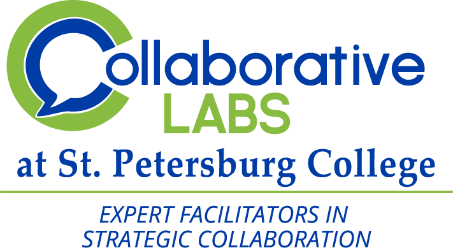 Collaborative
LABS
at St. Petersburg College
EXPERT FACILITATORS IN
STRATEGIC COLLABORATION